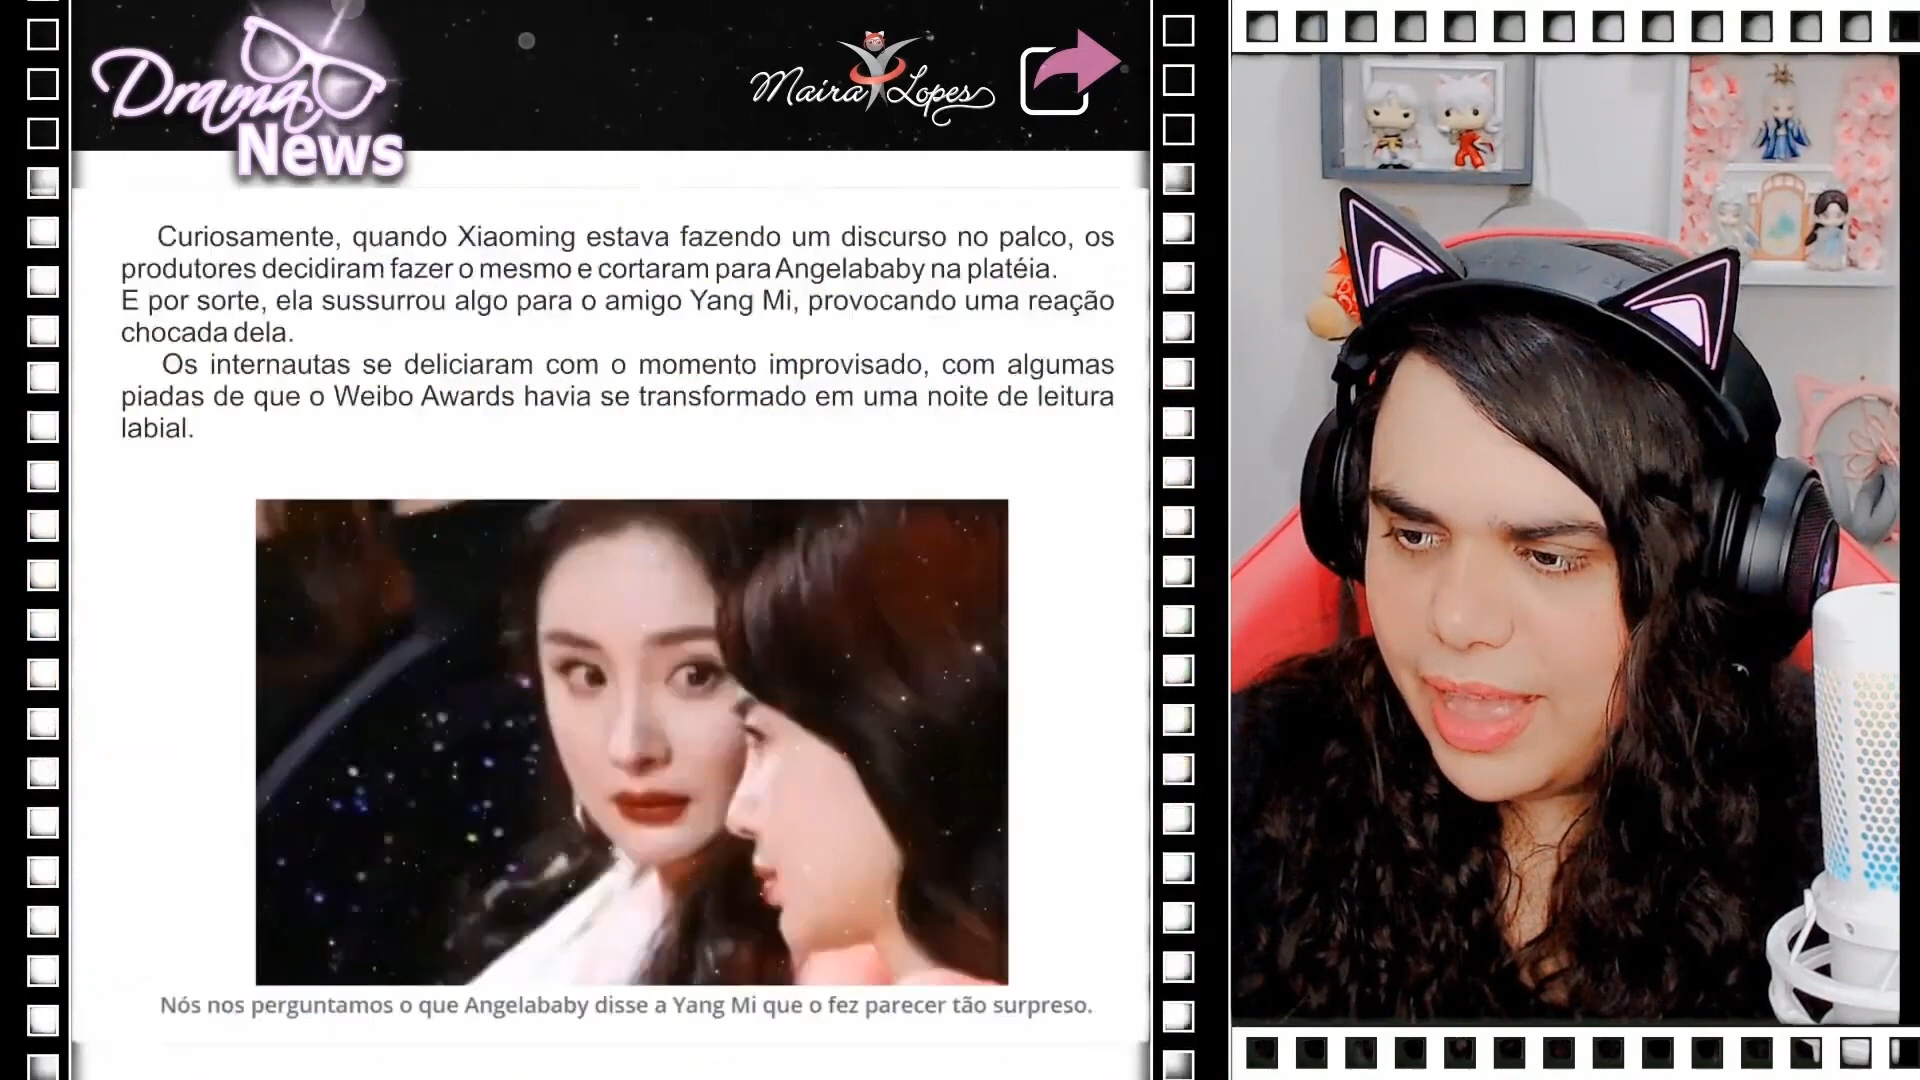 Drama
News
Maira Lopes
Curiosamente, quando Xiaoming estava fazendo um discurso no palco, os
produtores decidiram fazer o mesmo e cortaram para Angelababy na platéia.
E por sorte, ela sussurrou algo para o amigo Yang Mi, provocando uma reação
chocada dela.
Os internautas se deliciaram com o momento improvisado, com algumas
piadas de que o Weibo Awards havia se transformado em uma noite de leitura
labial.
Nós nos perguntamos o que Angelababy disse a Yang Mi que o fez parecer tão surpreso.